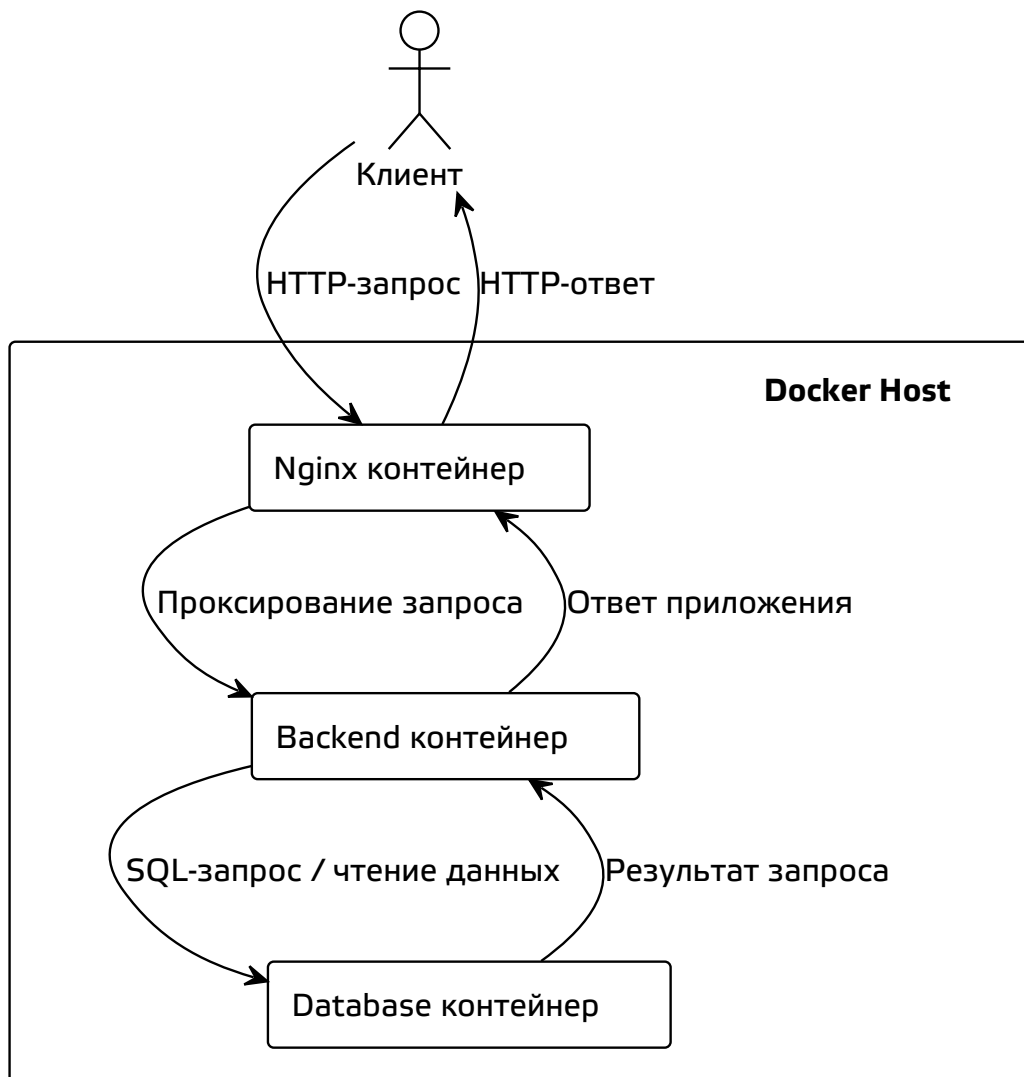 Клиент
HTTP-запрос
HTTP-ответ
Docker Host
Nginx контейнер
Проксирование запроса
Ответ приложения
Backend контейнер
SQL-запрос / чтение данных
Результат запроса
Database контейнер